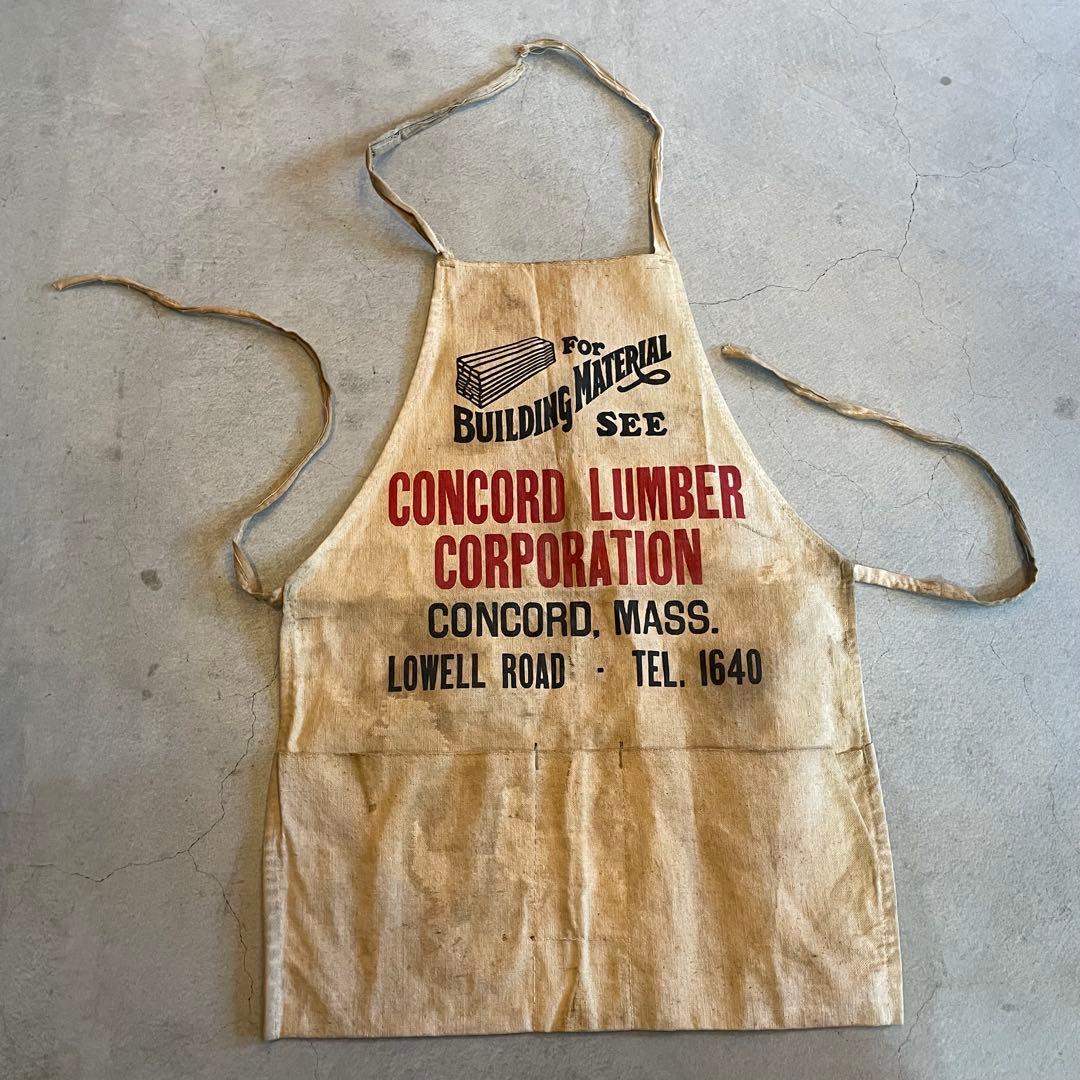 For
BUILDING MATERIAL
SEE
CONCORD LUMBER
CORPORATION
CONCORD, MASS.
LOWELL ROAD · TEL. 1640